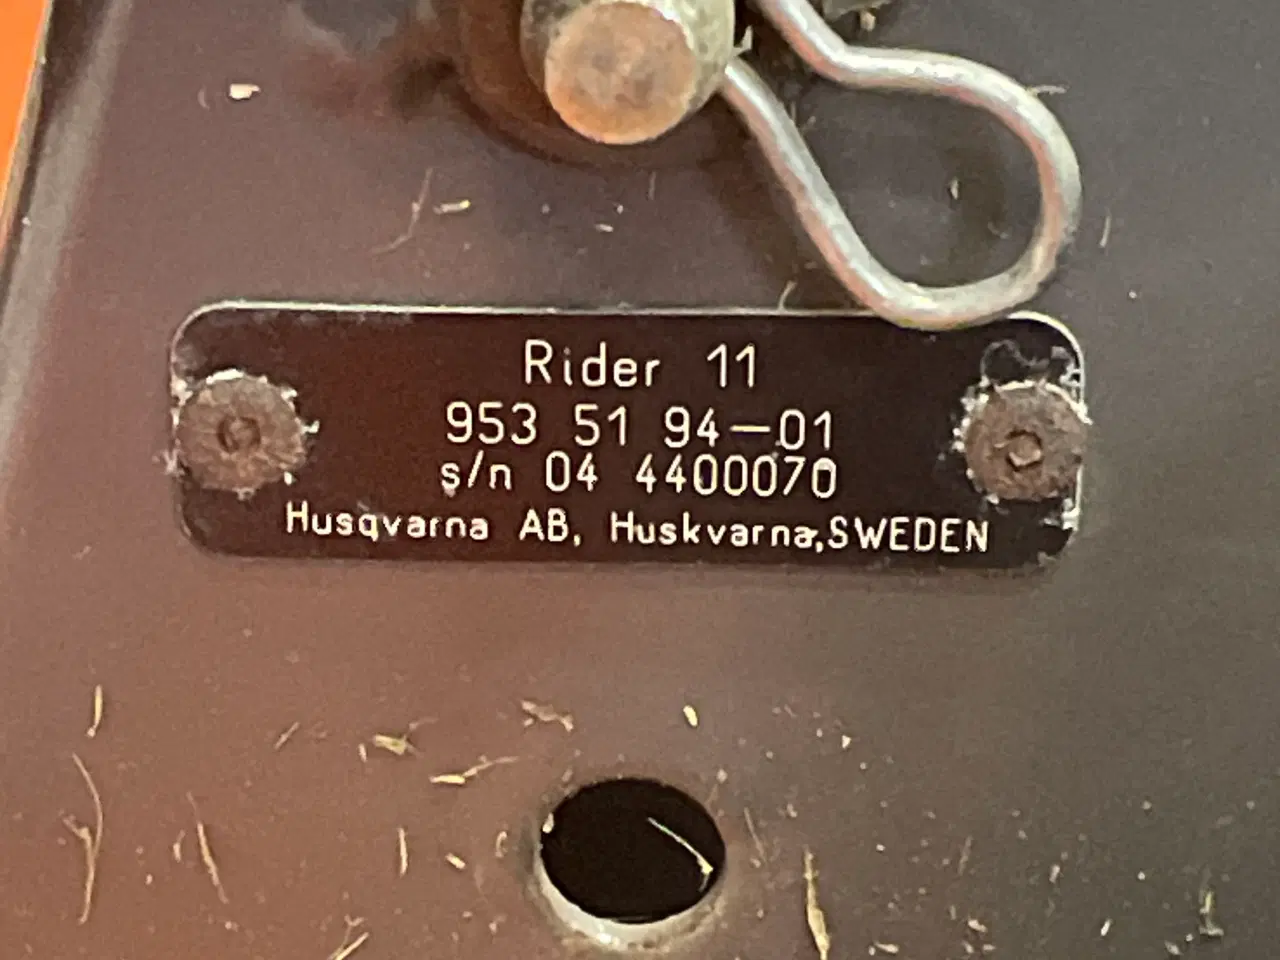 Rider 11
953 51 94-01
s/n 04 4400070
Husqvarna AB, Huskvarna, SWEDEN